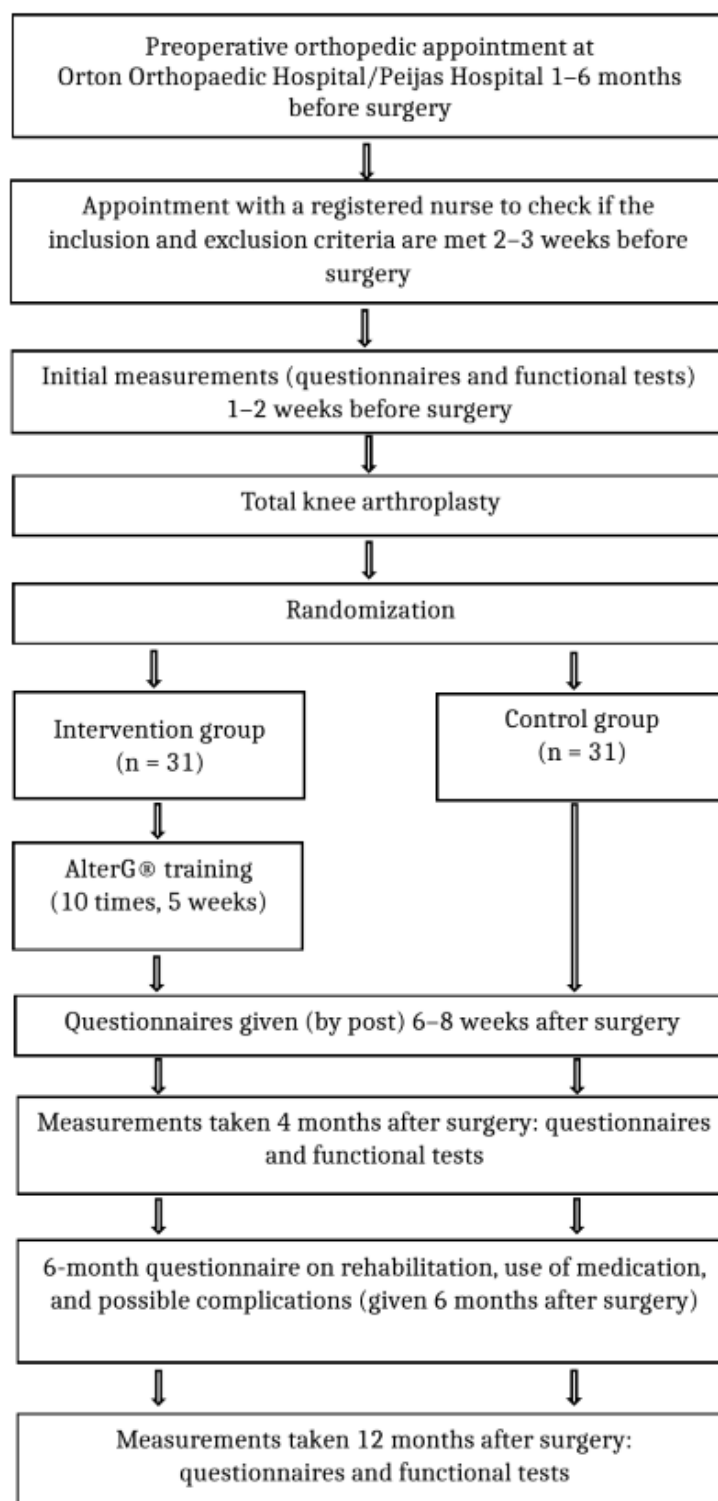 Preoperative orthopedic appointment at
Orton Orthopaedic Hospital/Peijas Hospital 1–6 months
before surgery
Appointment with a registered nurse to check if the
inclusion and exclusion criteria are met 2–3 weeks before
surgery
Initial measurements (questionnaires and functional tests)
1–2 weeks before surgery
Total knee arthroplasty
Randomization
Intervention group
(n = 31)
Control group
(n = 31)
AlterG® training
(10 times, 5 weeks)
Questionnaires given (by post) 6–8 weeks after surgery
Measurements taken 4 months after surgery: questionnaires
and functional tests
6-month questionnaire on rehabilitation, use of medication,
and possible complications (given 6 months after surgery)
Measurements taken 12 months after surgery:
questionnaires and functional tests